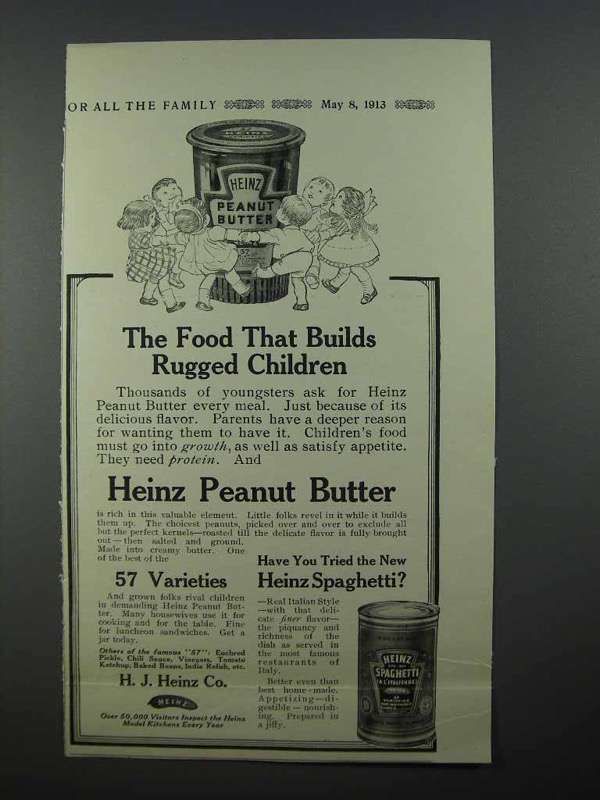 OR ALL THE FAMILY May 8, 1913
HEINZ
HEINZ
PEANUT
BUTTER
57
The Food That Builds
Rugged Children
Thousands of youngsters ask for Heinz
Peanut Butter every meal. Just because of its
delicious flavor. Parents have a deeper reason
for wanting them to have it. Children's food
must go into growth, as well as satisfy appetite.
They need protein. And
Heinz Peanut Butter
is rich in this valuable element. Little folks revel in it while it builds
them up. The choicest peanuts, picked over and over to exclude all
but the perfect kernels—roasted till the delicate flavor is fully brought
out—then salted and ground.
Made into creamy butter. One
of the best of the
57 Varieties
And grown folks rival children
in demanding Heinz Peanut But-
ter. Many housewives use it for
cooking and for the table. Fine
for luncheon sandwiches. Get a
jar today.
Others of the famous "57": Euchred
Pickle, Chili Sauce, Vinegars, Tomato
Ketchup, Baked Beans, India Relish, etc.
H. J. Heinz Co.
HEINZ
Over 50,000 Visitors Inspect the Heinz
Model Kitchens Every Year
Have You Tried the New
Heinz Spaghetti?
—Real Italian Style
—with that deli-
cate finer flavor—
the piquancy and
richness of the
dish as served in
the most famous
restaurants of
Italy.
Better even than
best home-made.
Appetizing—di-
gestible—nourish-
ing. Prepared in
a jiffy.
HEINZ
SPAGHETTI
A L'ITALIENNE